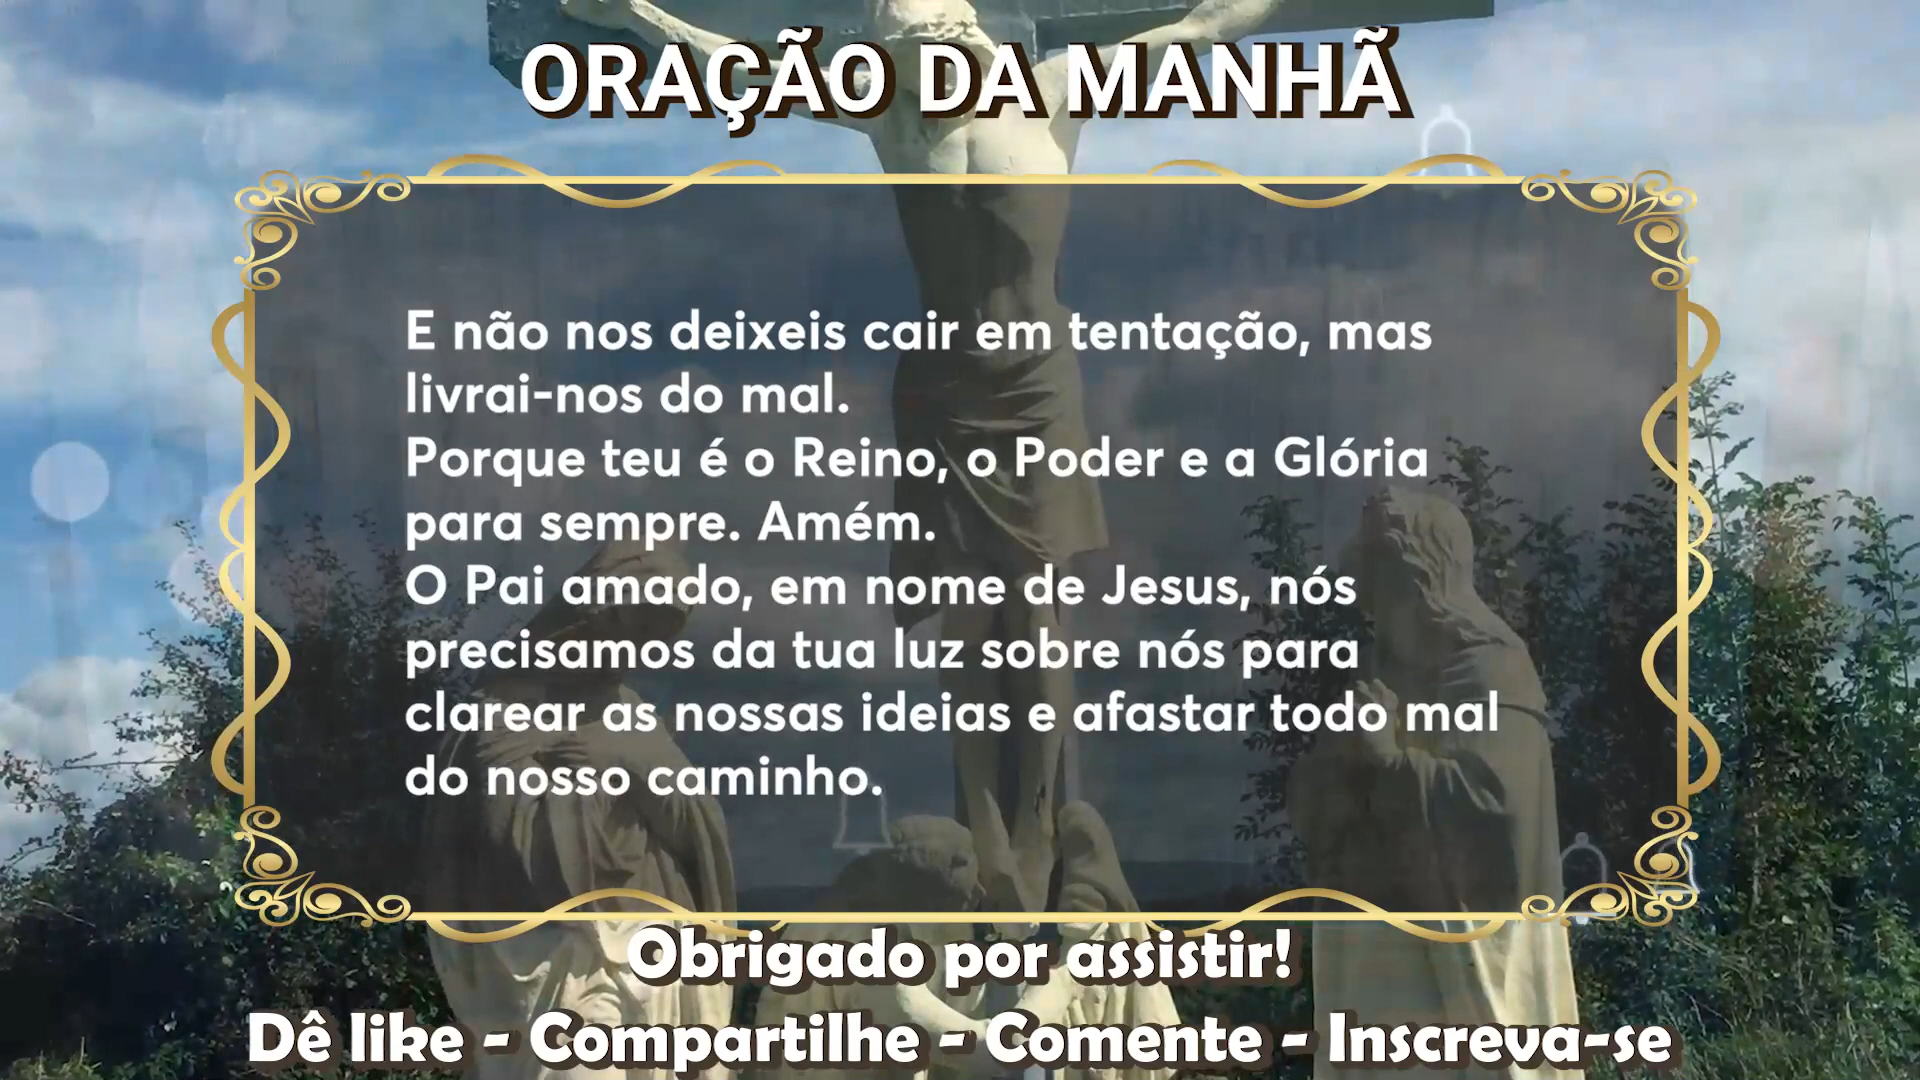 ORAÇÃO DA MANHÃ
E não nos deixeis cair em tentação, mas
livrai-nos do mal.
Porque teu é o Reino, o Poder e a Glória
para sempre. Amém.
O Pai amado, em nome de Jesus, nós
precisamos da tua luz sobre nós para
clarear as nossas ideias e afastar todo mal
do nosso caminho.
Obrigado por assistir!
Dê like - Compartilhe - Comente - Inscreva-se